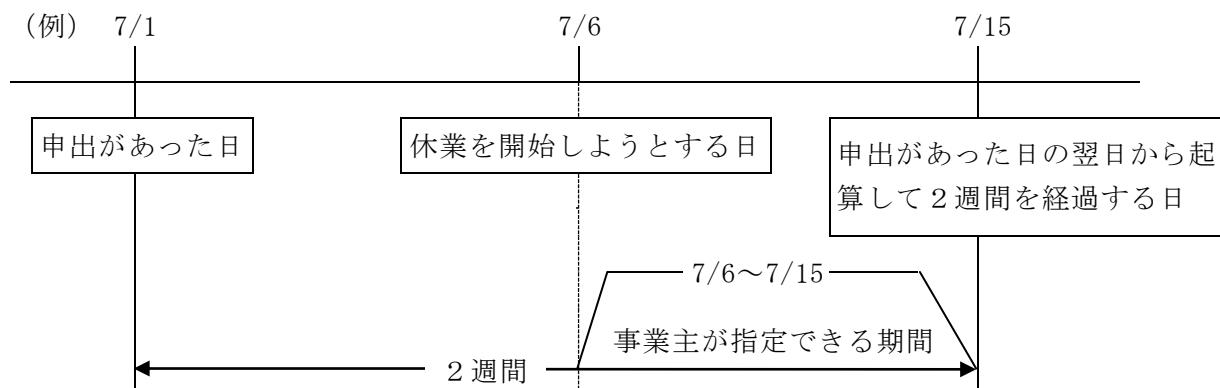 （例） 7/1 7/6 7/15
申出があった日
休業を開始しようとする日
申出があった日の翌日から起
算して２週間を経過する日
7/6～7/15
事業主が指定できる期間
２週間